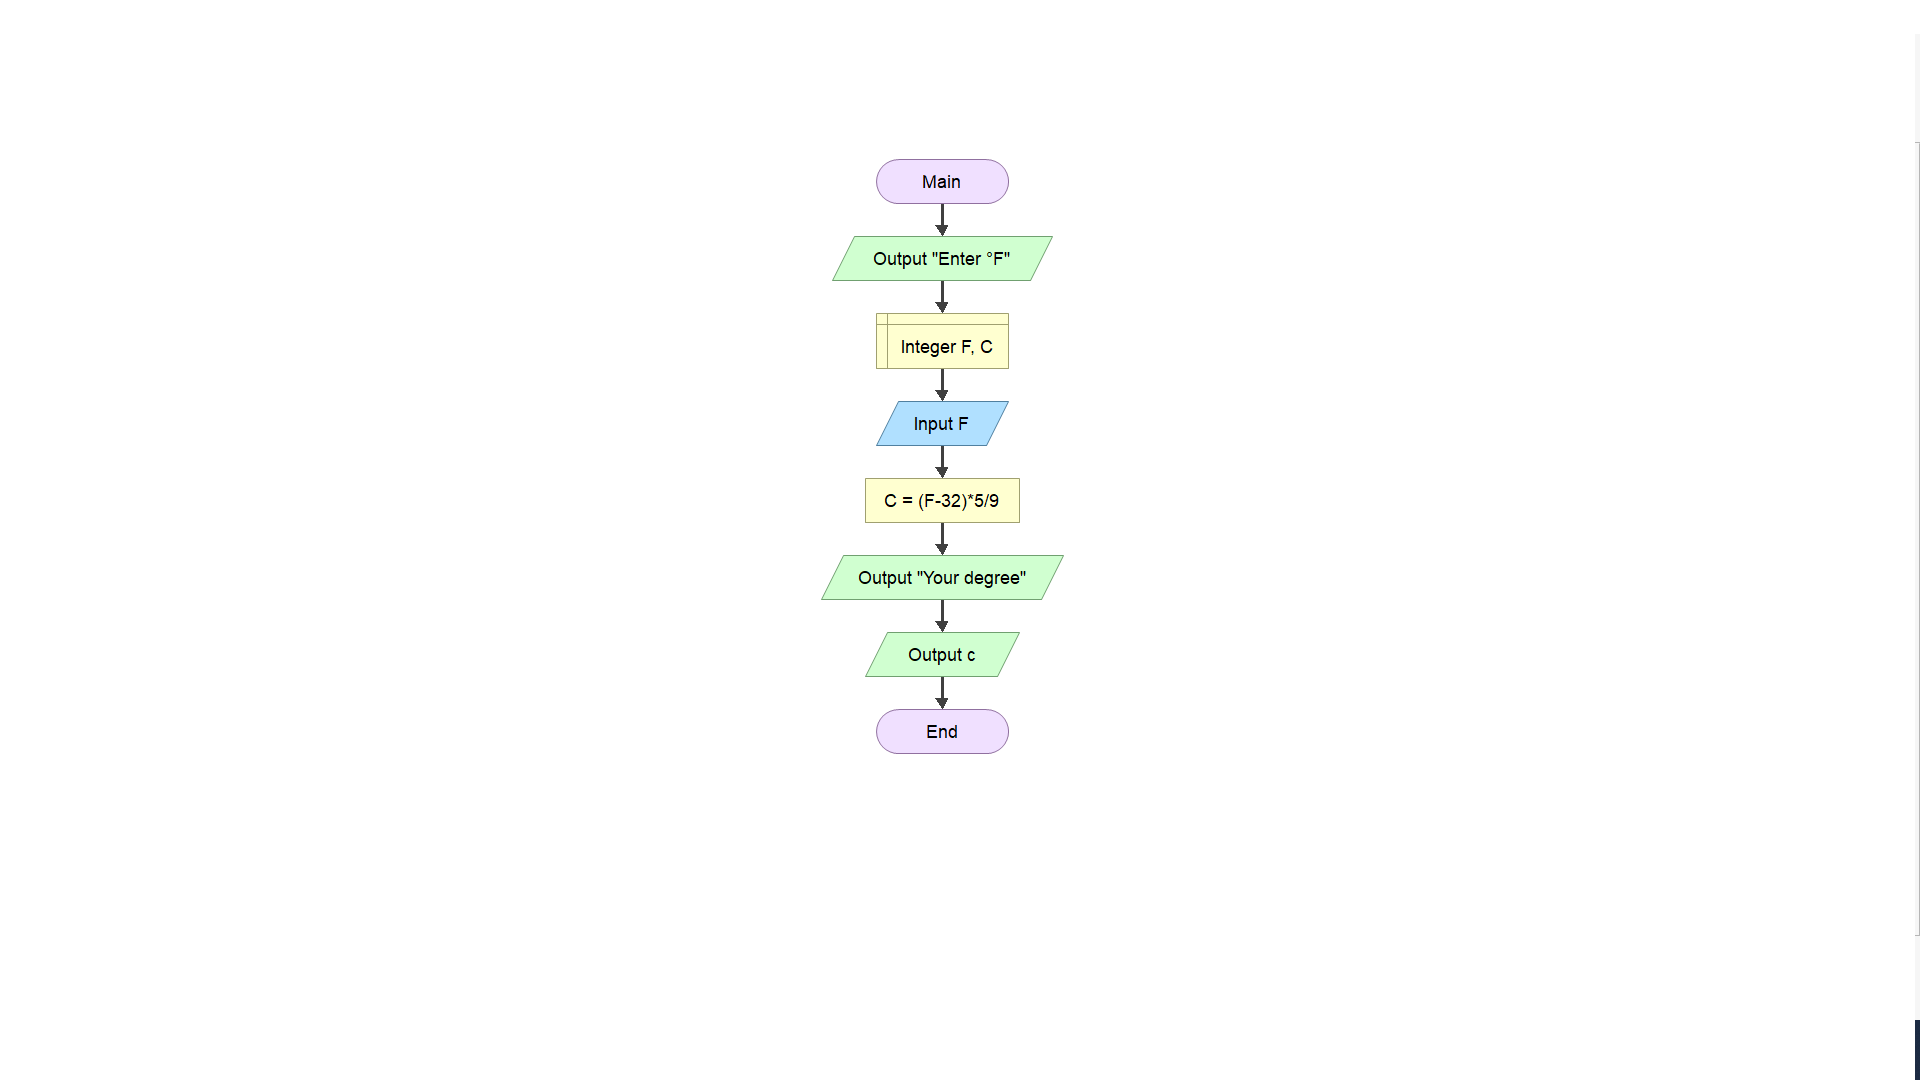 Main
Output "Enter °F"
Integer F, C
Input F
C = (F-32)*5/9
Output "Your degree"
Output c
End